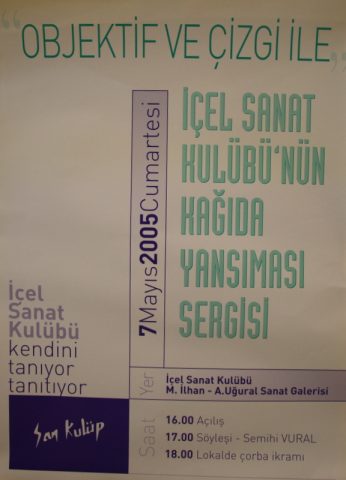 “OBJEKTİF VE ÇİZGİ İLE„
İÇEL SANAT
KULÜBÜ'NÜN
KAĞIDA
YANSIMASI
SERGİSİ
7Mayıs2005Cumartesi
İçel
Sanat
Kulübü
kendini
tanıyor
tanıtıyor
Yer
İçel Sanat Kulübü
M. İlhan - A.Uğural Sanat Galerisi
Saat
16.00 Açılış
17.00 Söyleşi - Semihi VURAL
18.00 Lokalde çorba ikramı
San Kulüp